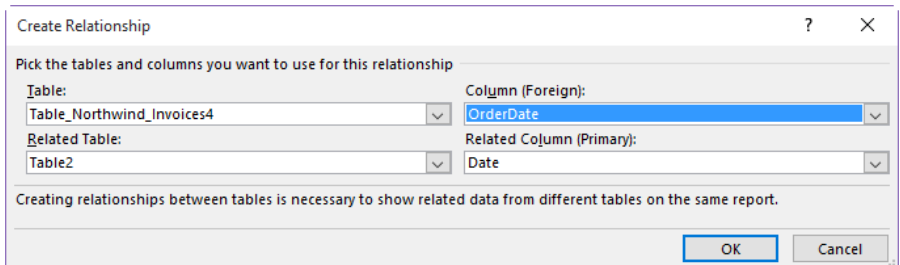 Create Relationship ?
Pick the tables and columns you want to use for this relationship
Table: Column (Foreign):
Table_Northwind_Invoices4 OrderDate
Related Table: Related Column (Primary):
Table2 Date
Creating relationships between tables is necessary to show related data from different tables on the same report.
OK Cancel